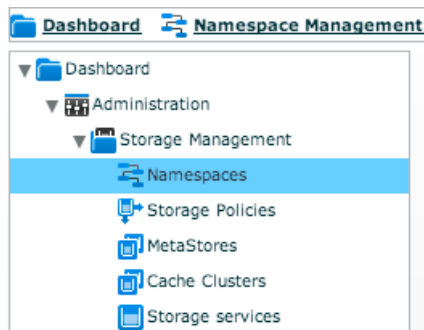 Dashboard Namespace Management
Dashboard
Administration
Storage Management
Namespaces
Storage Policies
MetaStores
Cache Clusters
Storage services